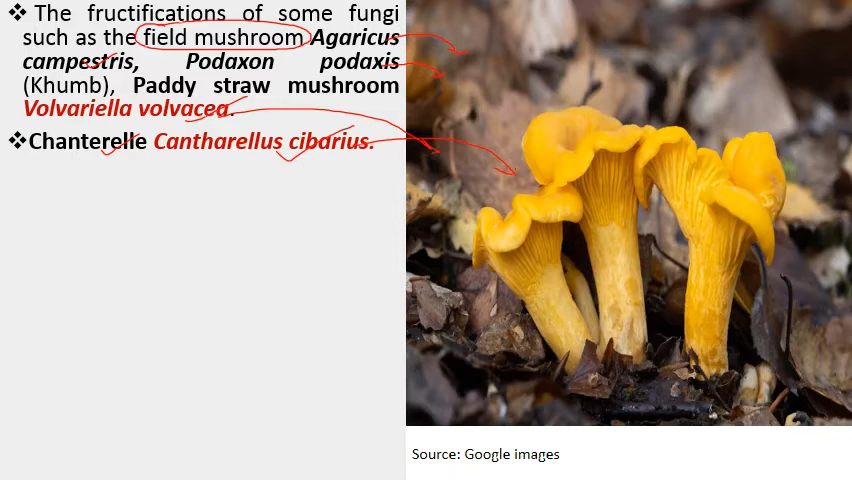 ❖ The fructifications of some fungi
such as the field mushroom Agaricus
campestris, Podaxon podaxis
(Khumb), Paddy straw mushroom
Volvariella volvacea.
❖Chanterelle Cantharellus cibarius.
Source: Google images